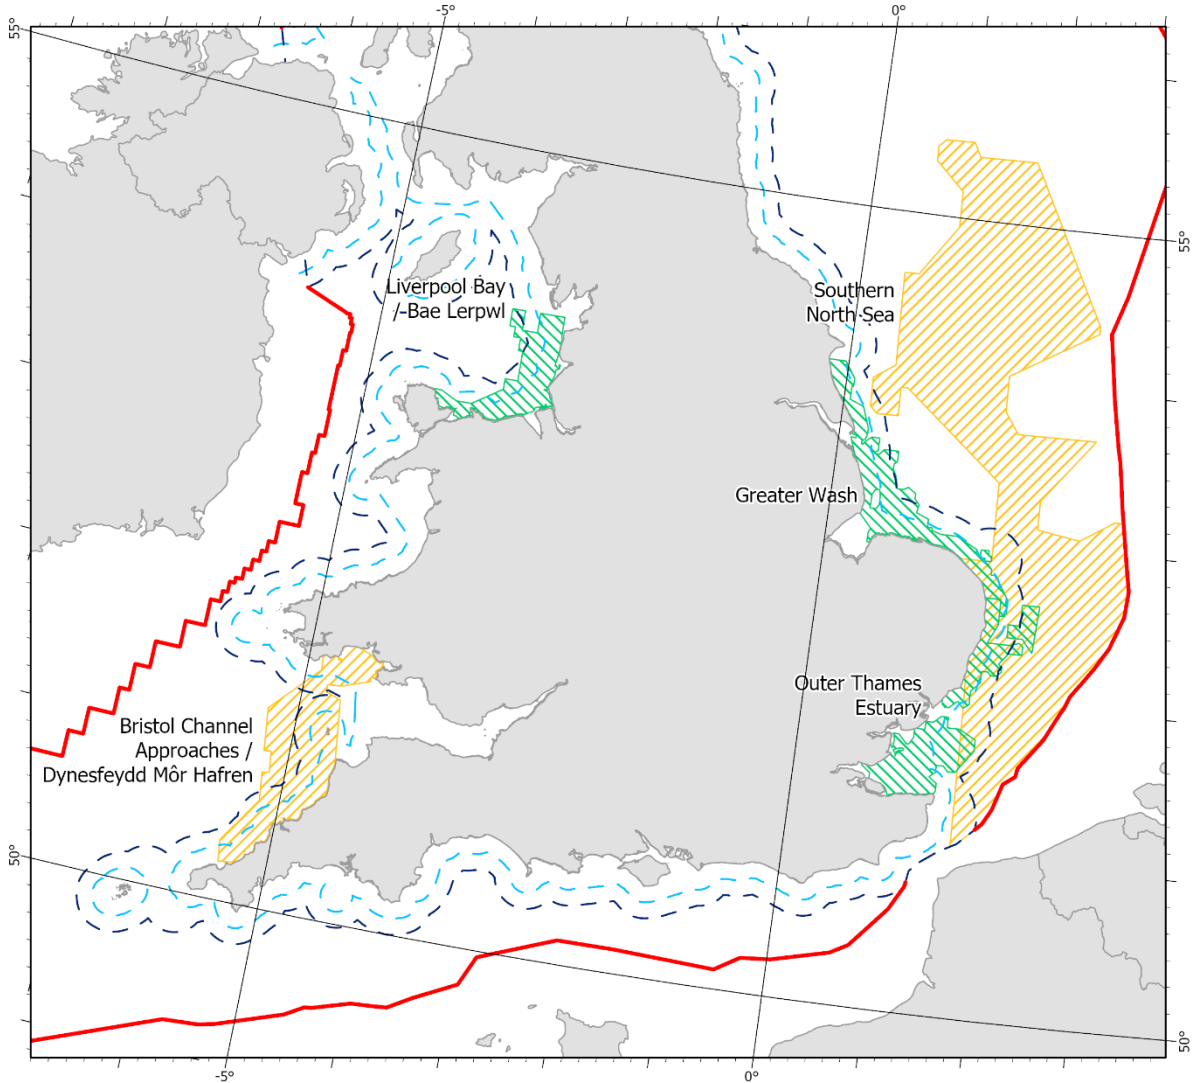 -5°
0°
55°
55°
Liverpool Bay
/ Bae Lerpwl
Southern
North Sea
Greater Wash
Outer Thames
Estuary
Bristol Channel
Approaches /
Dynesfeydd Môr Hafren
50°
50°
-5°
0°